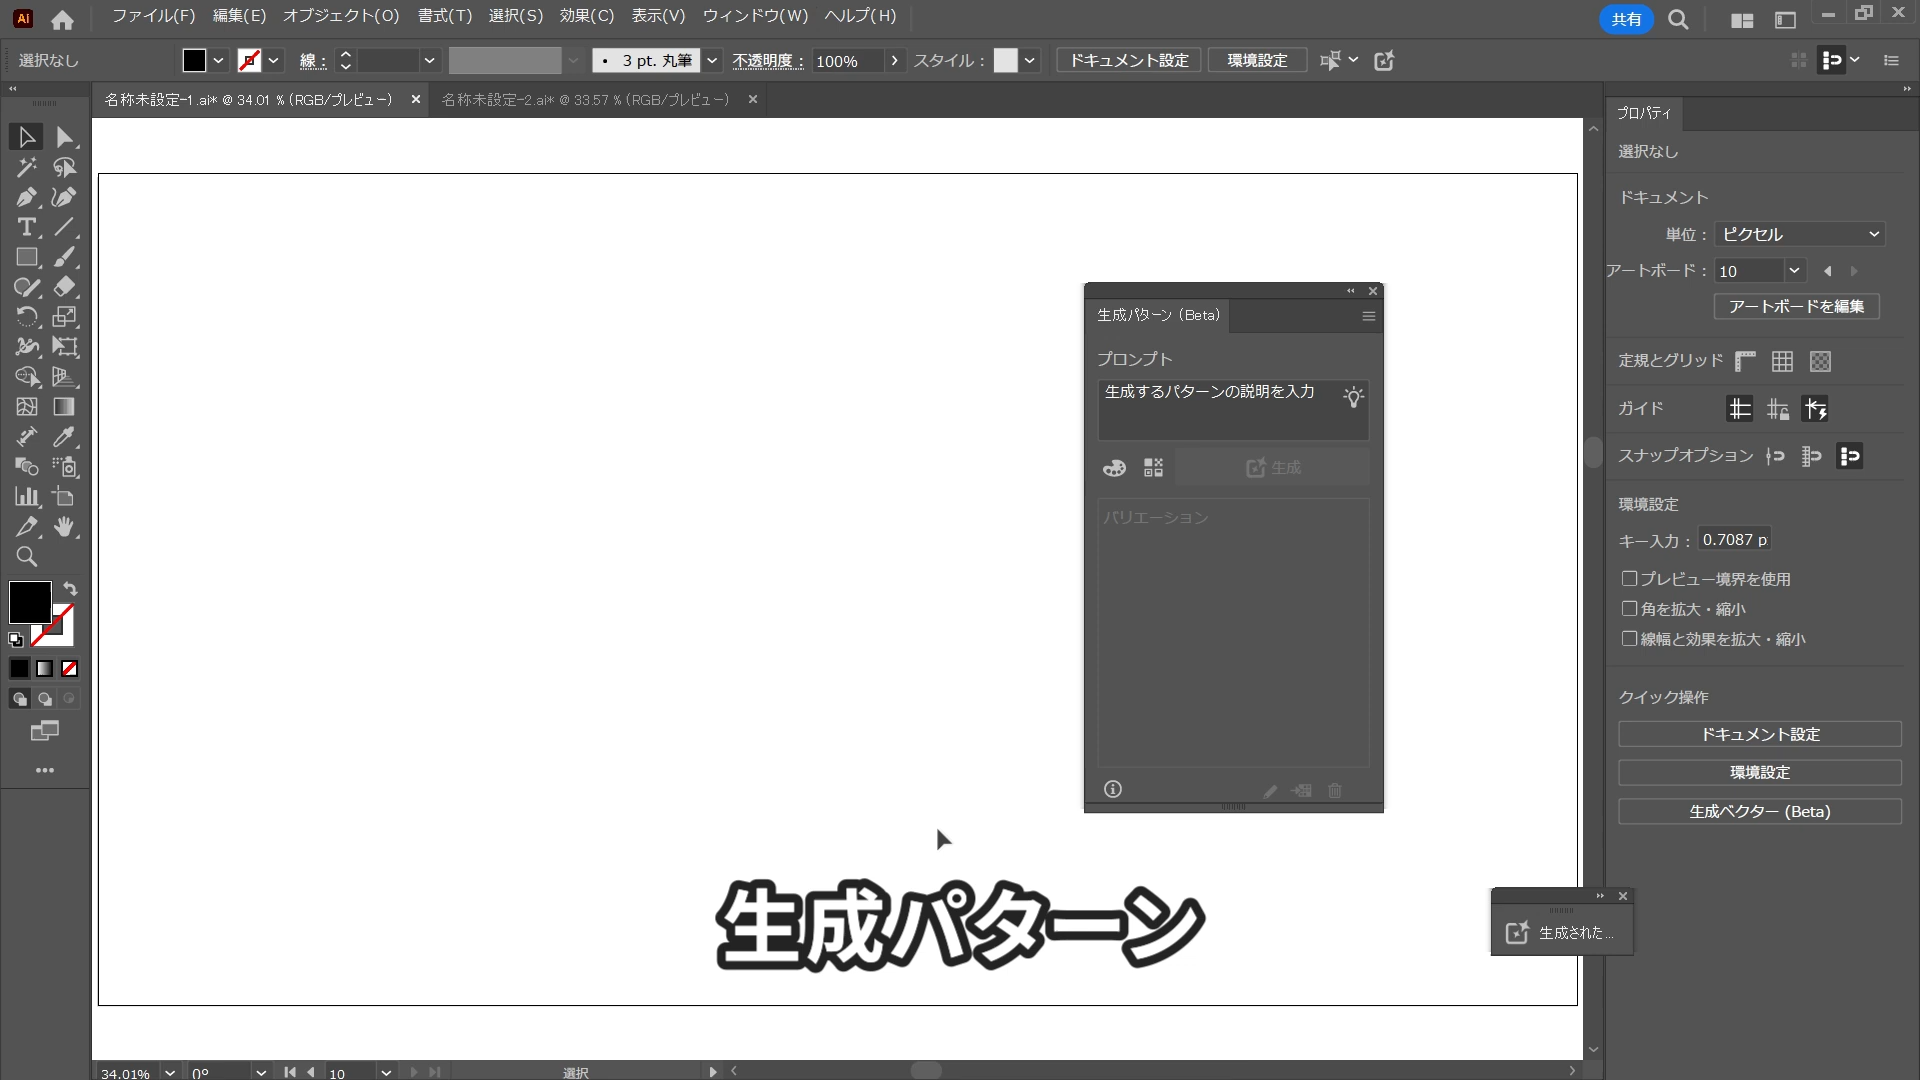 Ai
ファイル(F) 編集(E) オブジェクト(O) 書式(T) 選択(S) 効果(C) 表示(V) ウィンドウ(W) ヘルプ(H)
共有
選択なし
線 :
3 pt. 丸筆
不透明度 :
100%
スタイル :
ドキュメント設定
環境設定
名称未設定-1.ai* @ 34.01 % (RGB/プレビュー)
名称未設定-2.ai* @ 33.57 % (RGB/プレビュー)
生成パターン (Beta)
プロンプト
生成するパターンの説明を入力
生成
バリエーション
生成パターン
生成された...
プロパティ
選択なし
ドキュメント
単位 :
ピクセル
アートボード :
10
アートボードを編集
定規とグリッド
ガイド
スナップオプション
環境設定
キー入力 :
0.7087 p
プレビュー境界を使用
角を拡大・縮小
線幅と効果を拡大・縮小
クイック操作
ドキュメント設定
環境設定
生成ベクター (Beta)
34.01%
0°
10
選択